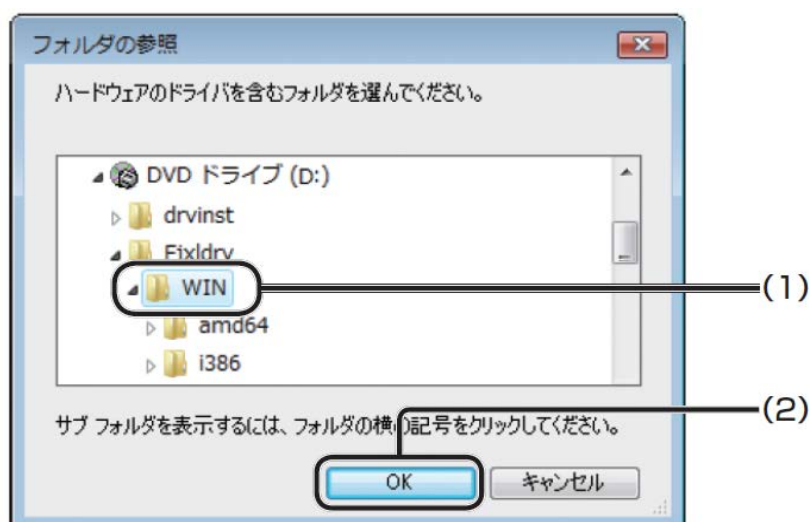 フォルダの参照
ハードウェアのドライバを含むフォルダを選んでください。
DVD ドライブ (D:)
drvinst
Fixldrv
WIN
(1)
amd64
i386
(2)
サブ フォルダを表示するには、フォルダの横の記号をクリックしてください。
OK
キャンセル